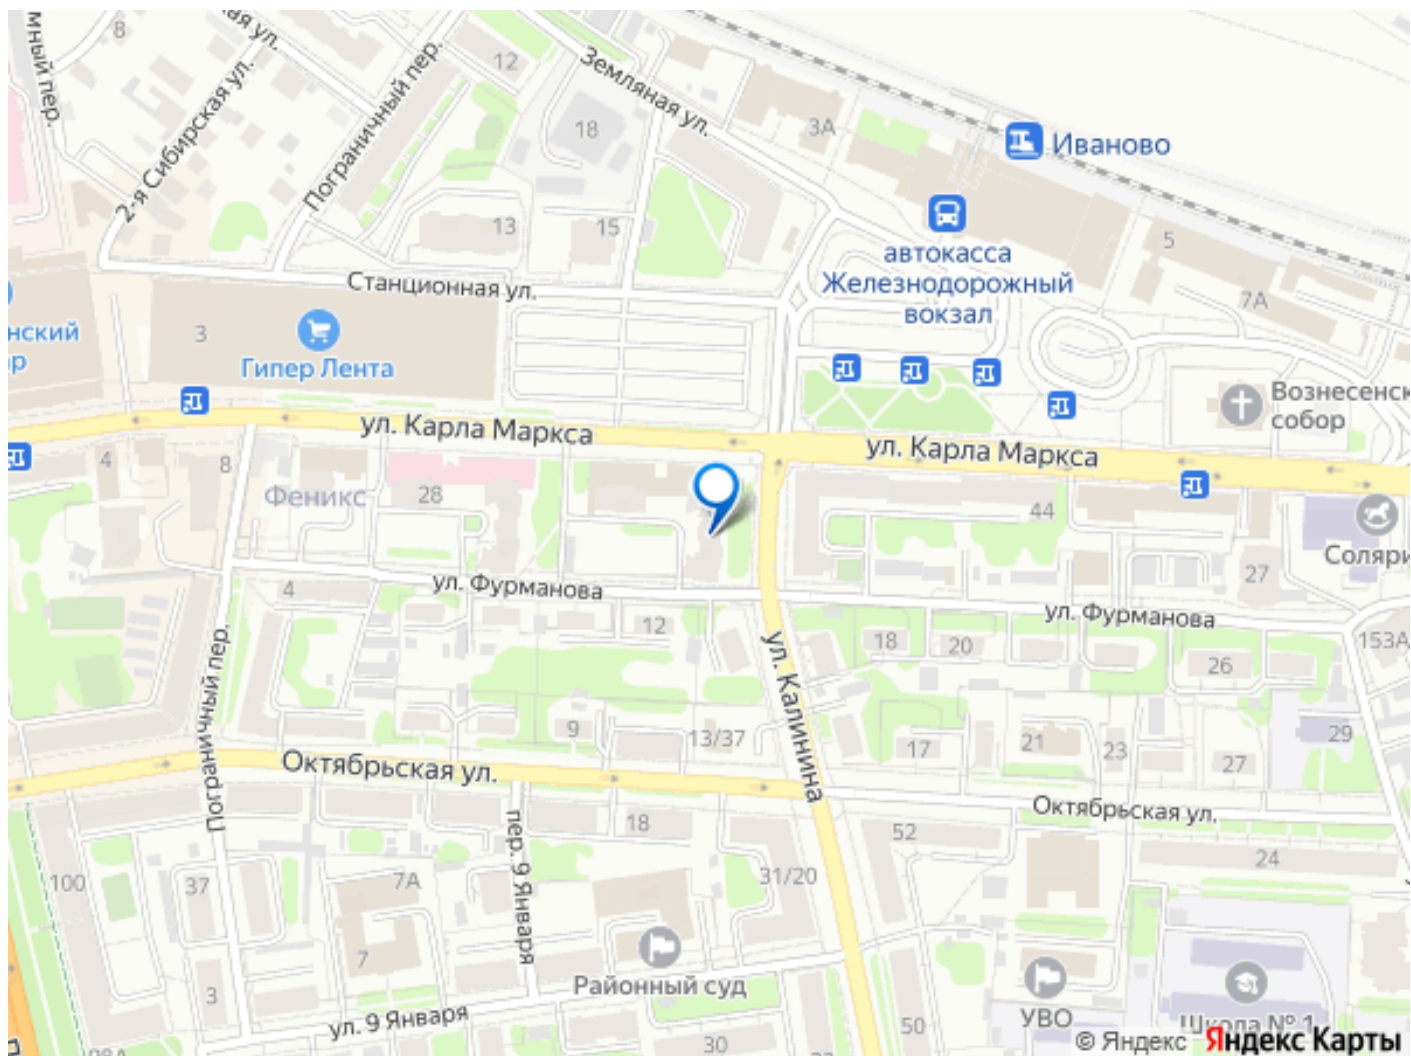 мный пер.
8
ная ул.
2-я Сибирская ул.
Пограничный пер.
12
Земляная ул.
18
3А
Иваново
автокасса
Железнодорожный
вокзал
13
15
5
7А
Станционная ул.
3
Гипер Лента
нский
ар
ул. Карла Маркса
ул. Карла Маркса
Вознесенск
собор
4
8
Феникс
28
44
Соляри
27
4
ул. Фурманова
ул. Фурманова
12
18
20
26
153А
Пограничный пер.
ул. Калинина
9
13/37
17
21
23
27
29
Октябрьская ул.
Октябрьская ул.
пер. 9 Января
18
52
24
100
37
7А
31/20
7
3
Районный суд
ул. 9 Января
98А
30
50
УВО
Школа № 1
© Яндекс Яндекс Карты